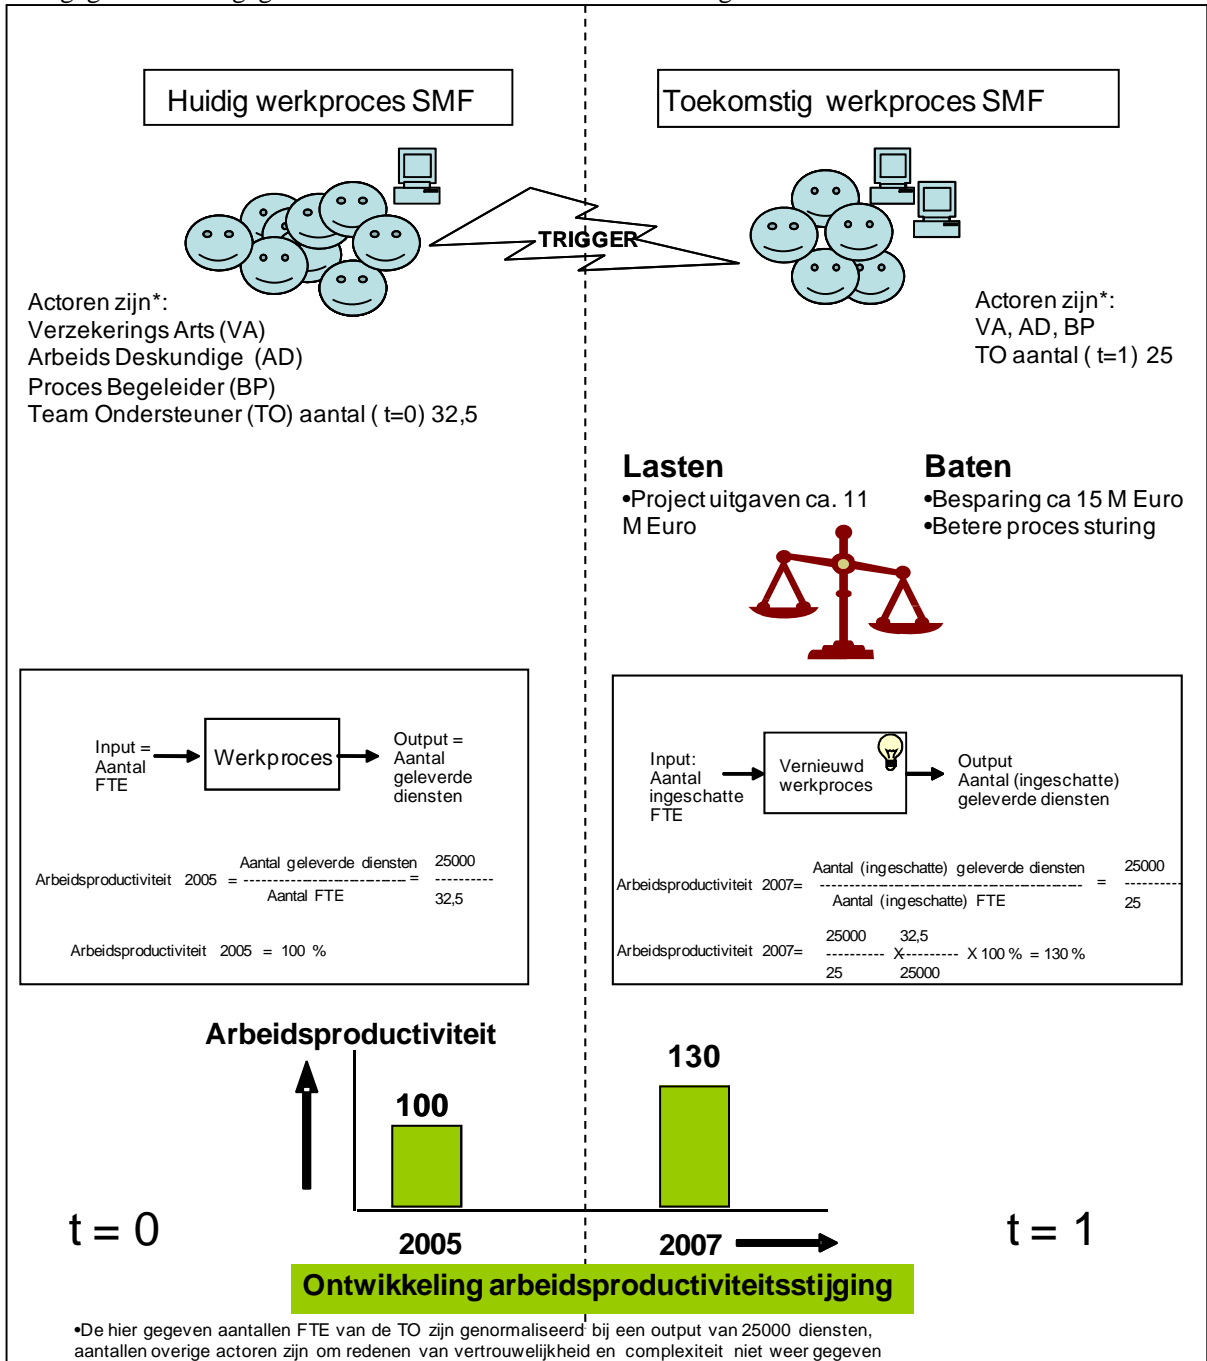 Huidig werkproces SMF
Toekomstig werkproces SMF
TRIGGER
Actoren zijn*:
Verzekerings Arts (VA)
Arbeids Deskundige (AD)
Proces Begeleider (BP)
Team Ondersteuner (TO) aantal ( t=0) 32,5
Actoren zijn*:
VA, AD, BP
TO aantal ( t=1) 25
Lasten
•Project uitgaven ca. 11
M Euro
Baten
•Besparing ca 15 M Euro
•Betere proces sturing
Input =
Aantal
FTE
Werkproces
Output =
Aantal
geleverde
diensten
Arbeidsproductiviteit 2005 = Aantal geleverde diensten / Aantal FTE = 25000 / 32,5
Arbeidsproductiviteit 2005 = 100 %
Input:
Aantal
ingeschatte
FTE
Vernieuwd
werkproces
Output
Aantal (ingeschatte)
geleverde diensten
Arbeidsproductiviteit 2007= Aantal (ingeschatte) geleverde diensten / Aantal (ingeschatte) FTE = 25000 / 25
Arbeidsproductiviteit 2007= 25000 / 25 X 32,5 / 25000 X 100 % = 130 %
Arbeidsproductiviteit
100
130
t = 0
2005
2007
t = 1
Ontwikkeling arbeidsproductiviteitsstijging
•De hier gegeven aantallen FTE van de TO zijn genormaliseerd bij een output van 25000 diensten,
aantallen overige actoren zijn om redenen van vertrouwelijkheid en complexiteit niet weer gegeven